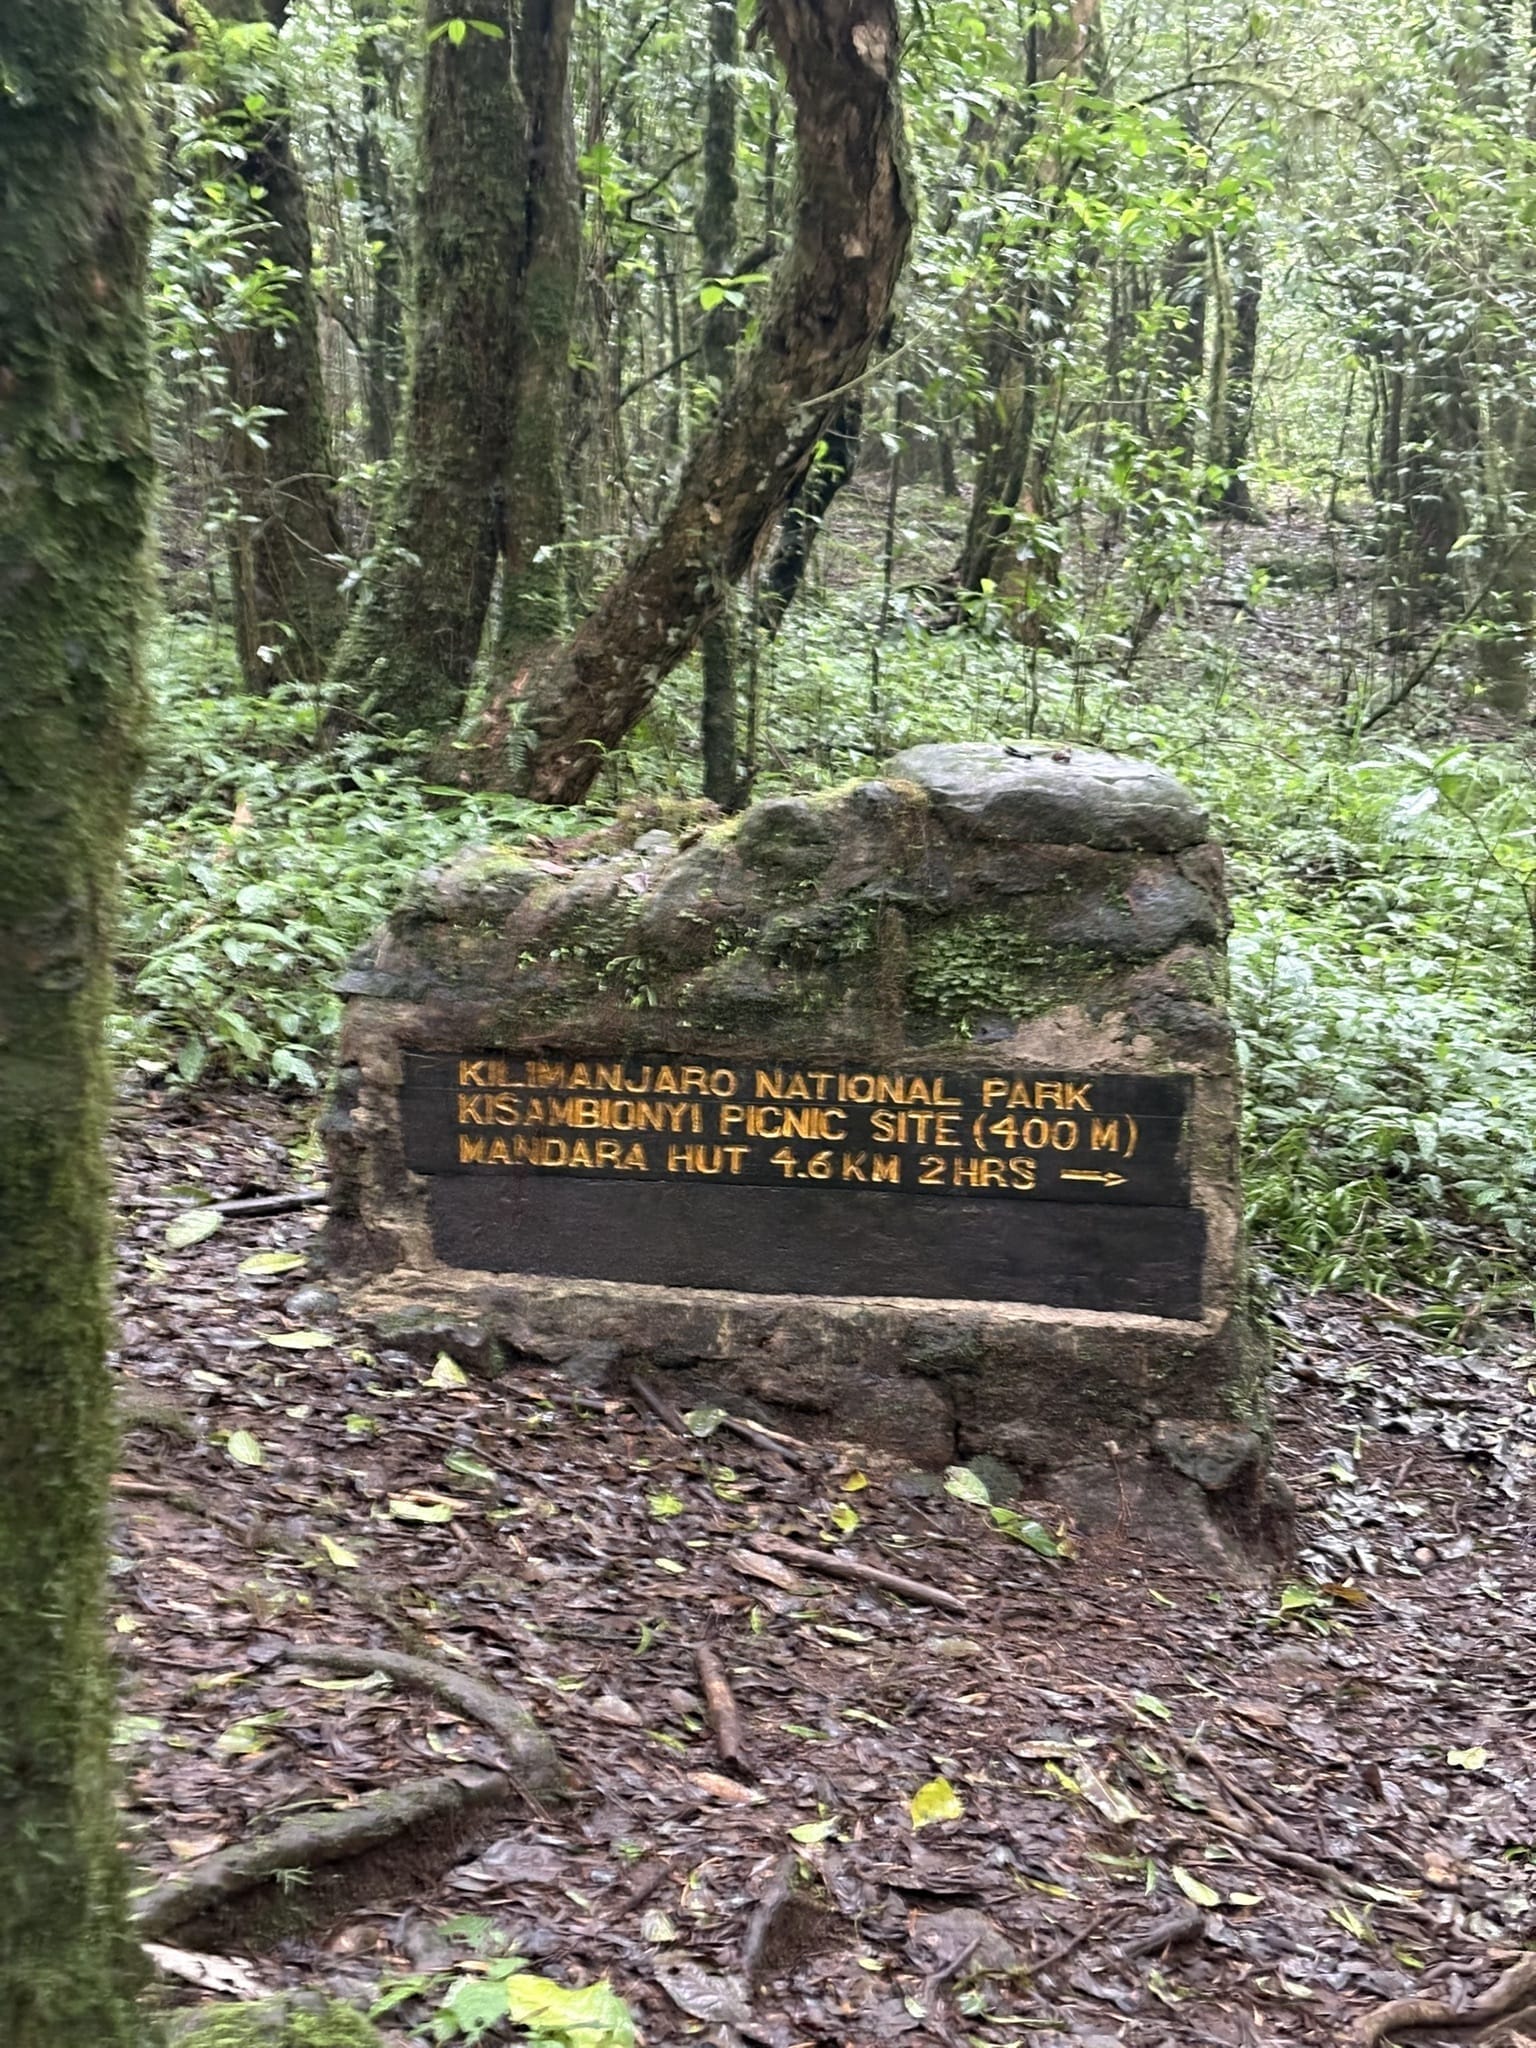 KILIMANJARO NATIONAL PARK
KISAMBIONYI PICNIC SITE (400 M)
MANDARA HUT 4.6 KM 2 HRS →